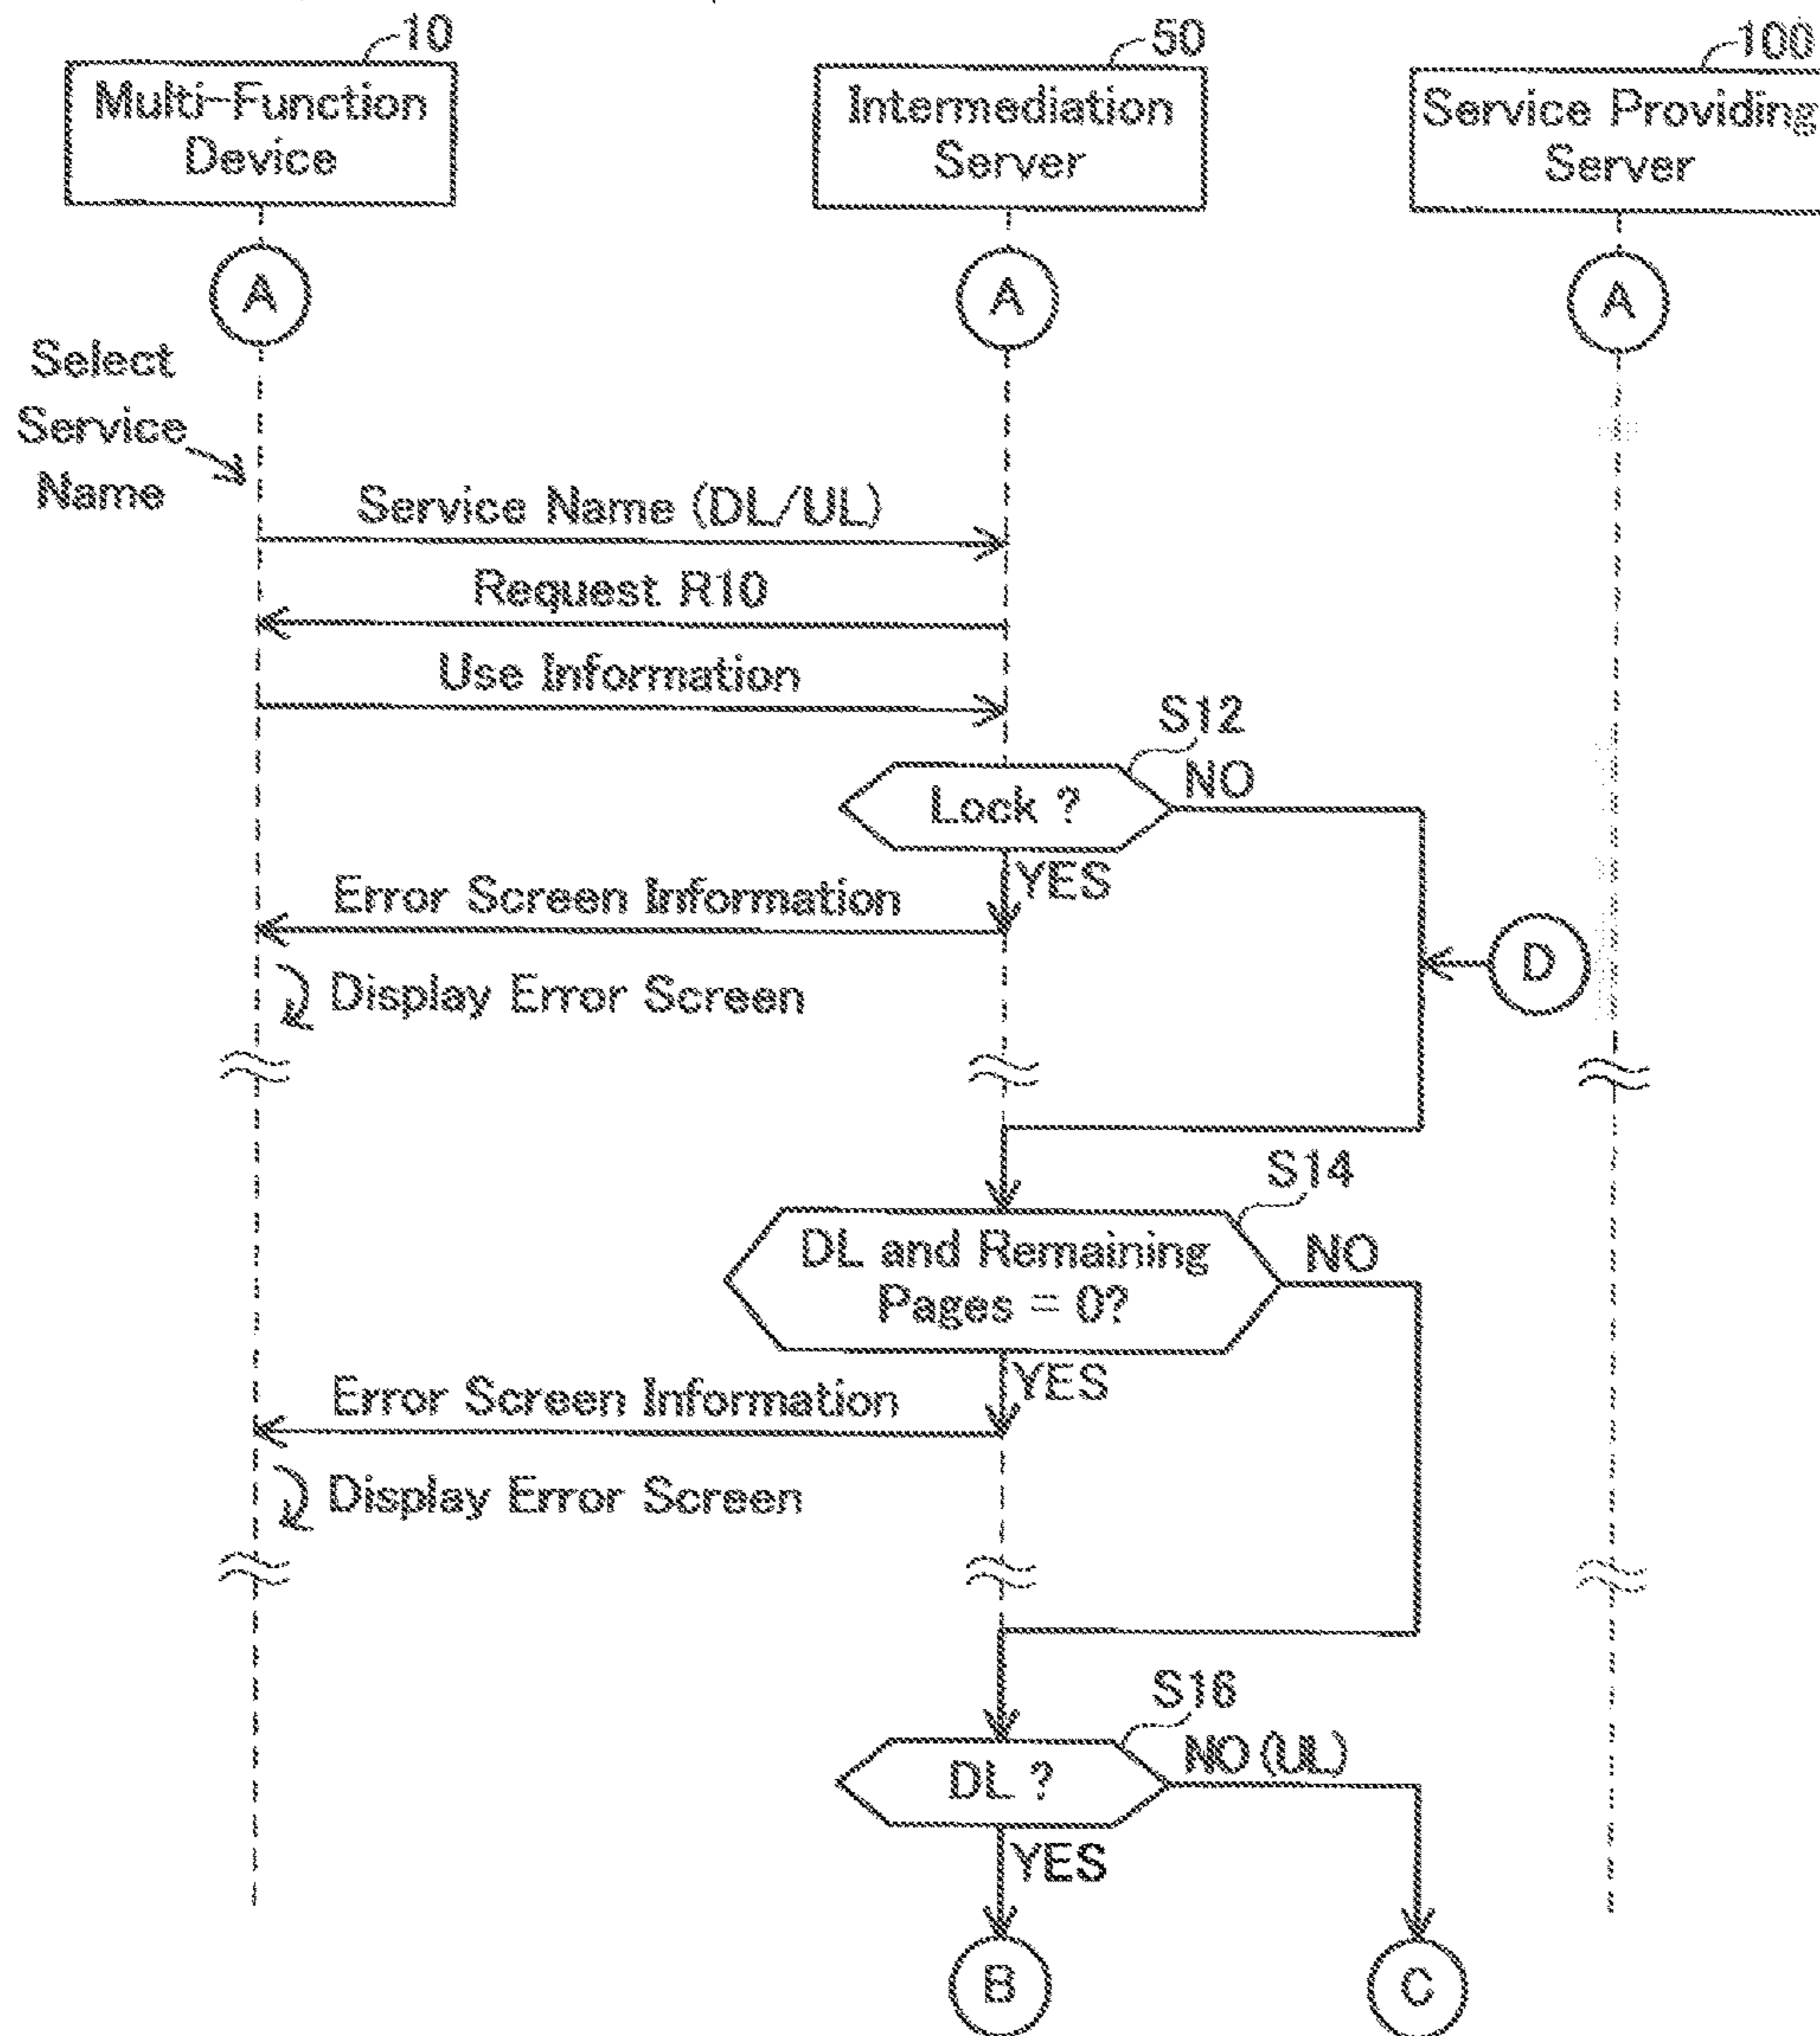 10
50
100
Multi-Function
Device
Intermediation
Server
Service Providing
Server
A
A
A
Select
Service
Name
Service Name (DL/UL)
Request R10
Use Information
S12
Lock ?
NO
YES
Error Screen Information
D
Display Error Screen
S14
DL and Remaining
Pages = 0?
NO
YES
Error Screen Information
Display Error Screen
S16
DL ?
NO (UL)
YES
B
C